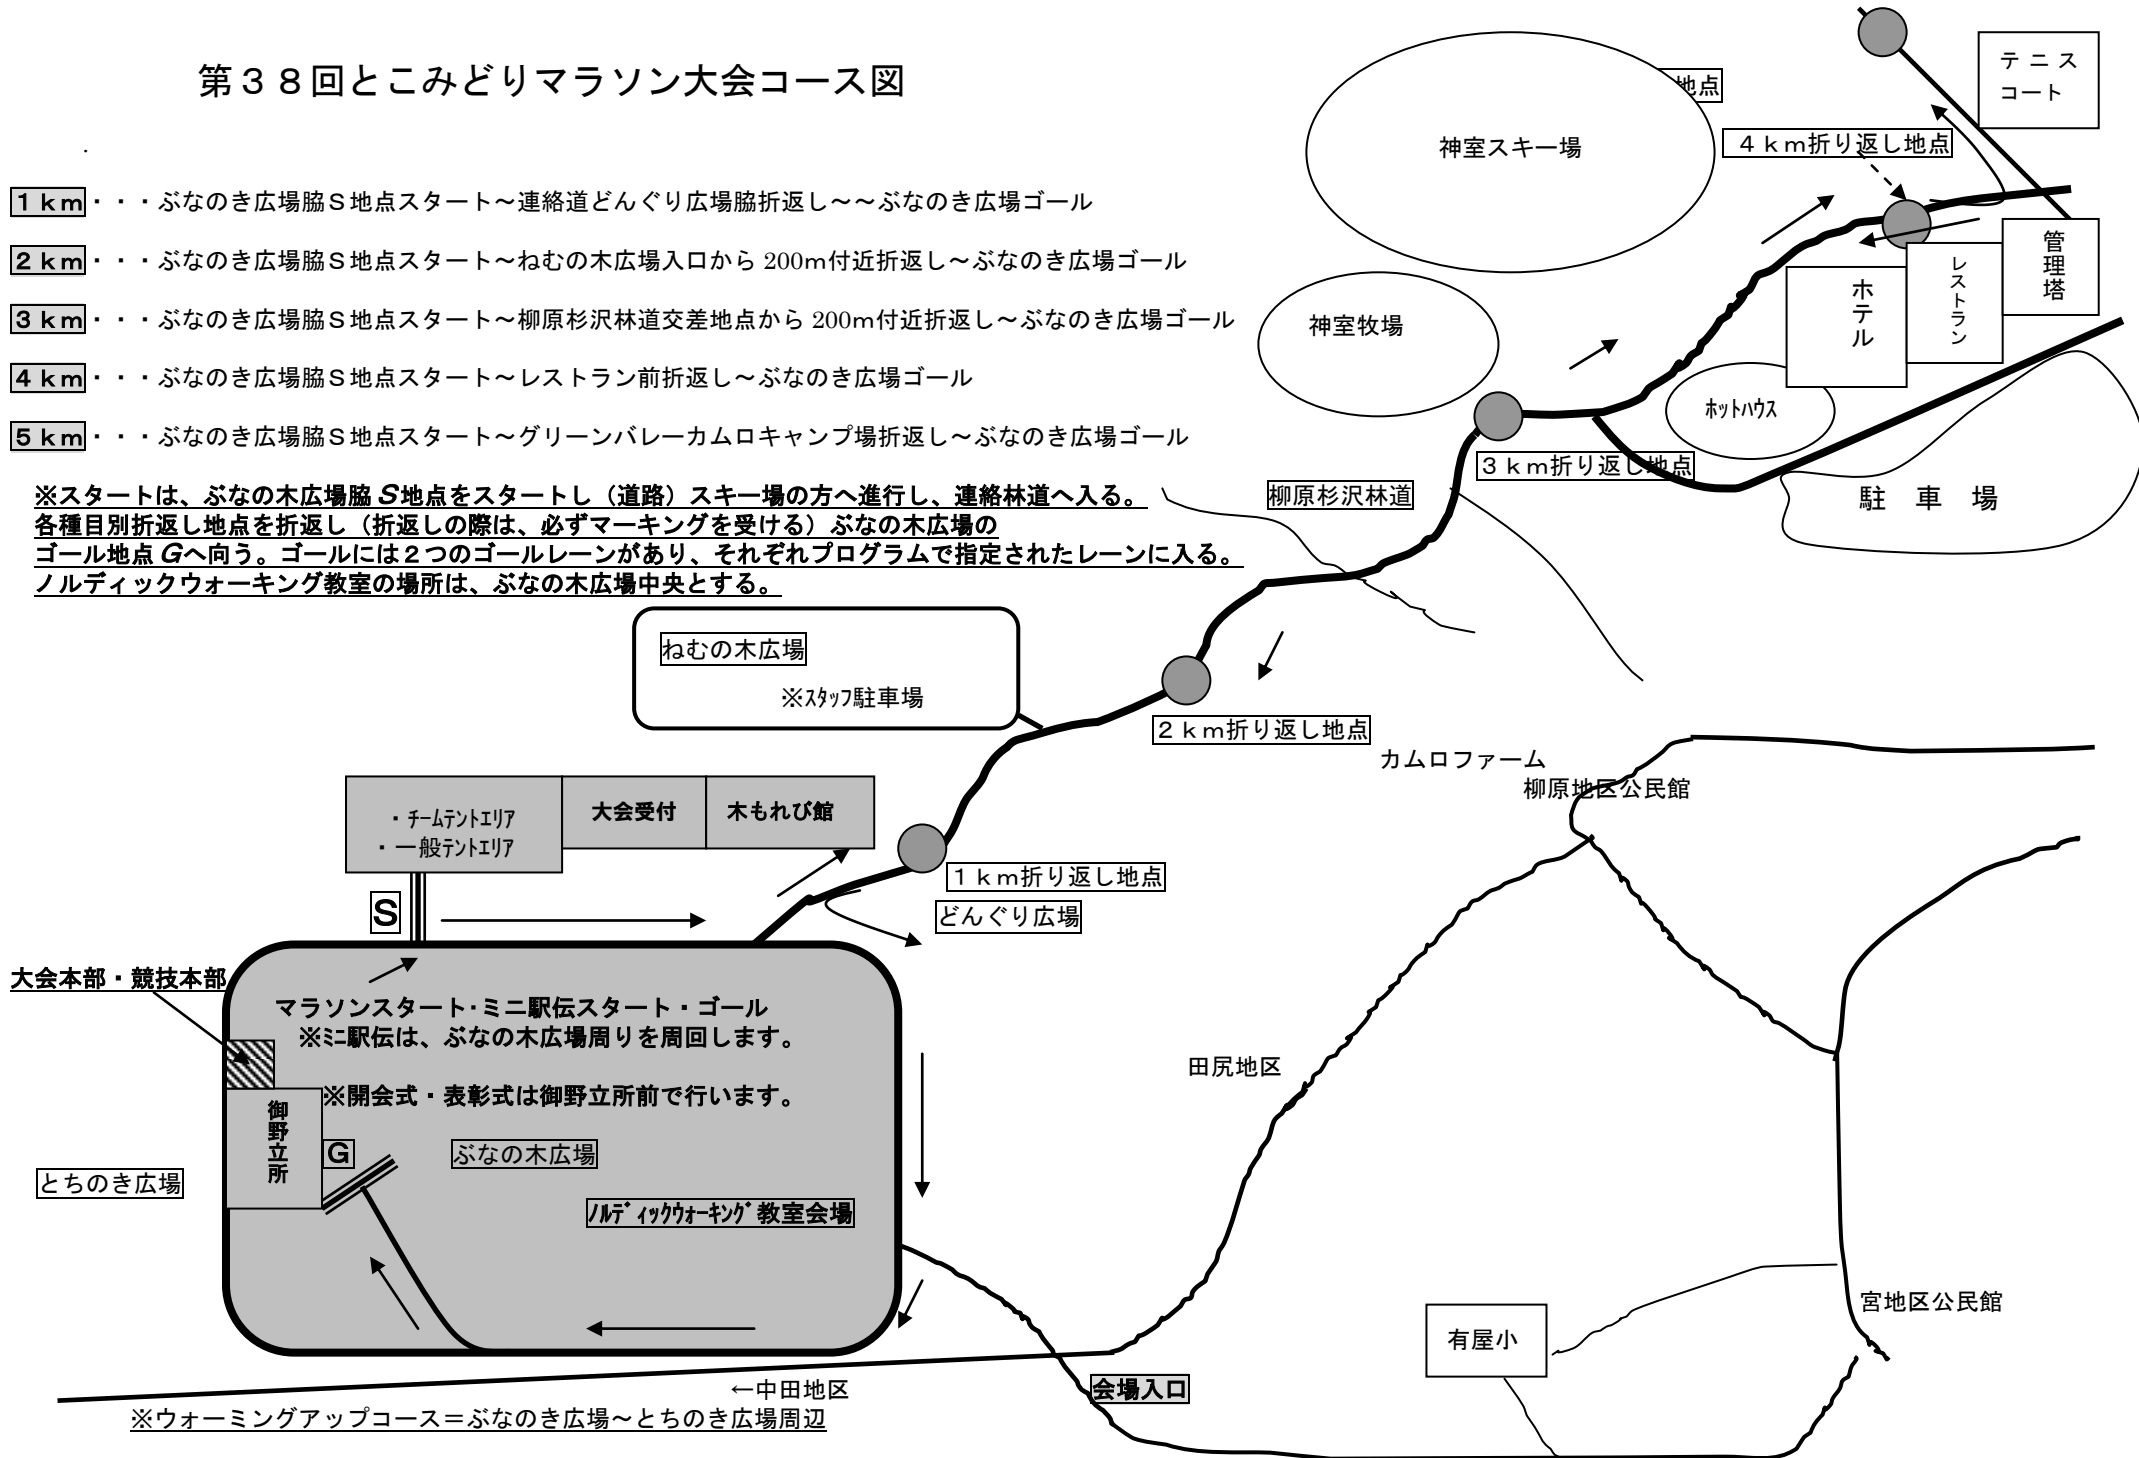 第３８回とこみどりマラソン大会コース図
１ｋｍ・・・ぶなのき広場脇Ｓ地点スタート～連絡道どんぐり広場脇折返し～～ぶなのき広場ゴール
２ｋｍ・・・ぶなのき広場脇Ｓ地点スタート～ねむの木広場入口から 200ｍ付近折返し～ぶなのき広場ゴール
３ｋｍ・・・ぶなのき広場脇Ｓ地点スタート～柳原杉沢林道交差地点から 200ｍ付近折返し～ぶなのき広場ゴール
４ｋｍ・・・ぶなのき広場脇Ｓ地点スタート～レストラン前折返し～ぶなのき広場ゴール
５ｋｍ・・・ぶなのき広場脇Ｓ地点スタート～グリーンバレーカムロキャンプ場折返し～ぶなのき広場ゴール
※スタートは、ぶなの木広場脇Ｓ地点をスタートし（道路）スキー場の方へ進行し、連絡林道へ入る。
各種目別折返し地点を折返し（折返しの際は、必ずマーキングを受ける）ぶなの木広場の
ゴール地点Ｇへ向う。ゴールには２つのゴールレーンがあり、それぞれプログラムで指定されたレーンに入る。
ノルディックウォーキング教室の場所は、ぶなの木広場中央とする。
地点
テニス
コート
神室スキー場
４ｋｍ折り返し地点
管理塔
レストラン
ホテル
神室牧場
ﾎｯﾄﾊｳｽ
３ｋｍ折り返し地点
柳原杉沢林道
駐 車 場
ねむの木広場
※ｽﾀｯﾌ駐車場
２ｋｍ折り返し地点
カムロファーム
柳原地区公民館
・ﾁｰﾑﾃﾝﾄｴﾘｱ
・一般ﾃﾝﾄｴﾘｱ
大会受付
木もれび館
１ｋｍ折り返し地点
どんぐり広場
Ｓ
大会本部・競技本部
マラソンスタート・ミニ駅伝スタート・ゴール
※ﾐﾆ駅伝は、ぶなの木広場周りを周回します。
※開会式・表彰式は御野立所前で行います。
御野立所
Ｇ
ぶなの木広場
とちのき広場
ﾉﾙﾃﾞｨｯｸｳｫｰｷﾝｸﾞ教室会場
田尻地区
宮地区公民館
有屋小
会場入口
←中田地区
※ウォーミングアップコース＝ぶなのき広場～とちのき広場周辺